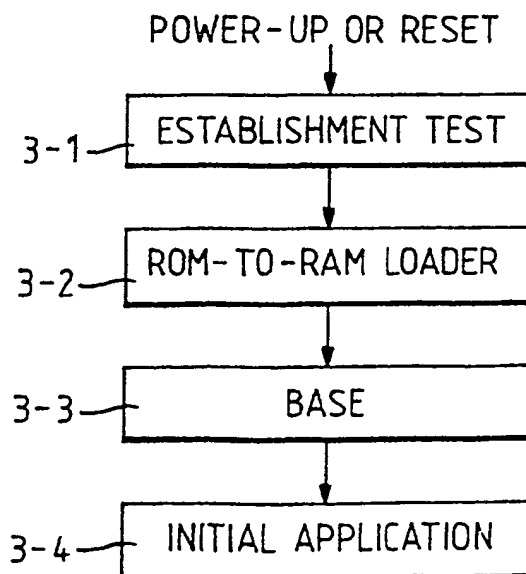 POWER-UP OR RESET
3-1 ESTABLISHMENT TEST
3-2 ROM-TO-RAM LOADER
3-3 BASE
3-4 INITIAL APPLICATION